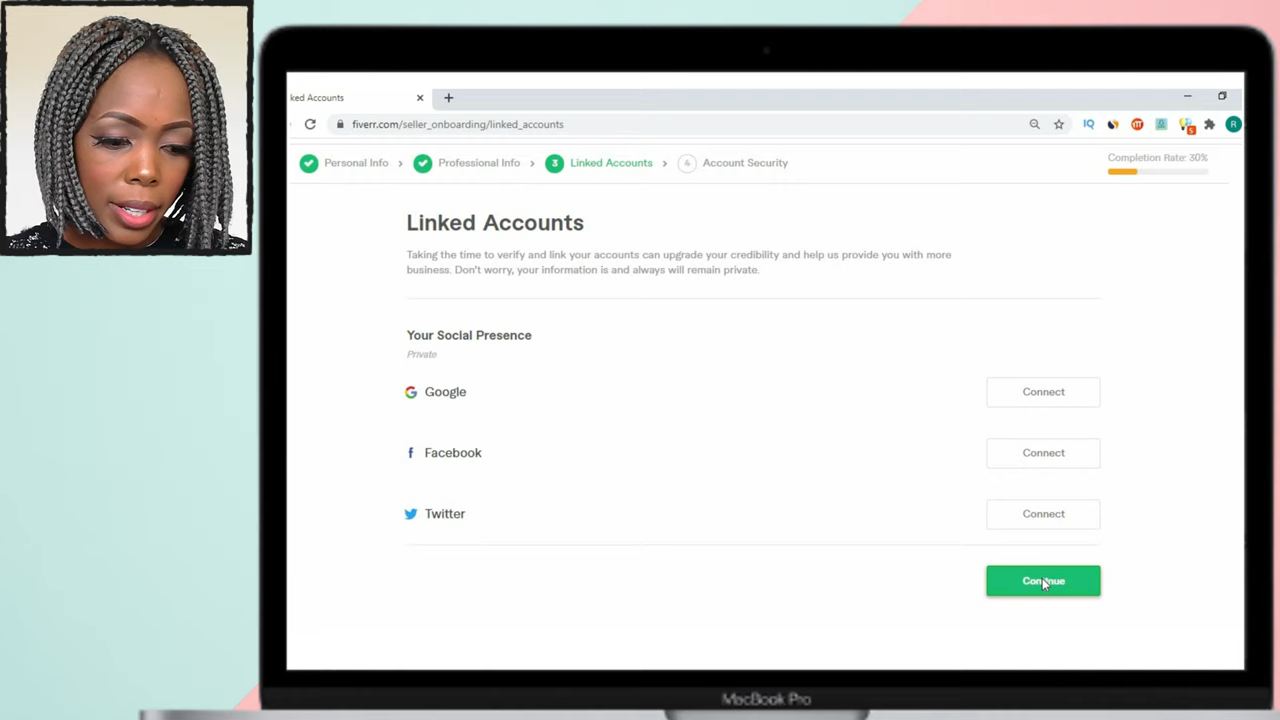 ked Accounts
fiverr.com/seller_onboarding/linked_accounts
IQ
S
R
Personal Info
Professional Info
3 Linked Accounts
4 Account Security
Completion Rate: 30%
Linked Accounts
Taking the time to verify and link your accounts can upgrade your credibility and help us provide you with more
business. Don't worry, your information is and always will remain private.
Your Social Presence
Private
Google
Connect
Facebook
Connect
Twitter
Connect
Continue
MacBook Pro